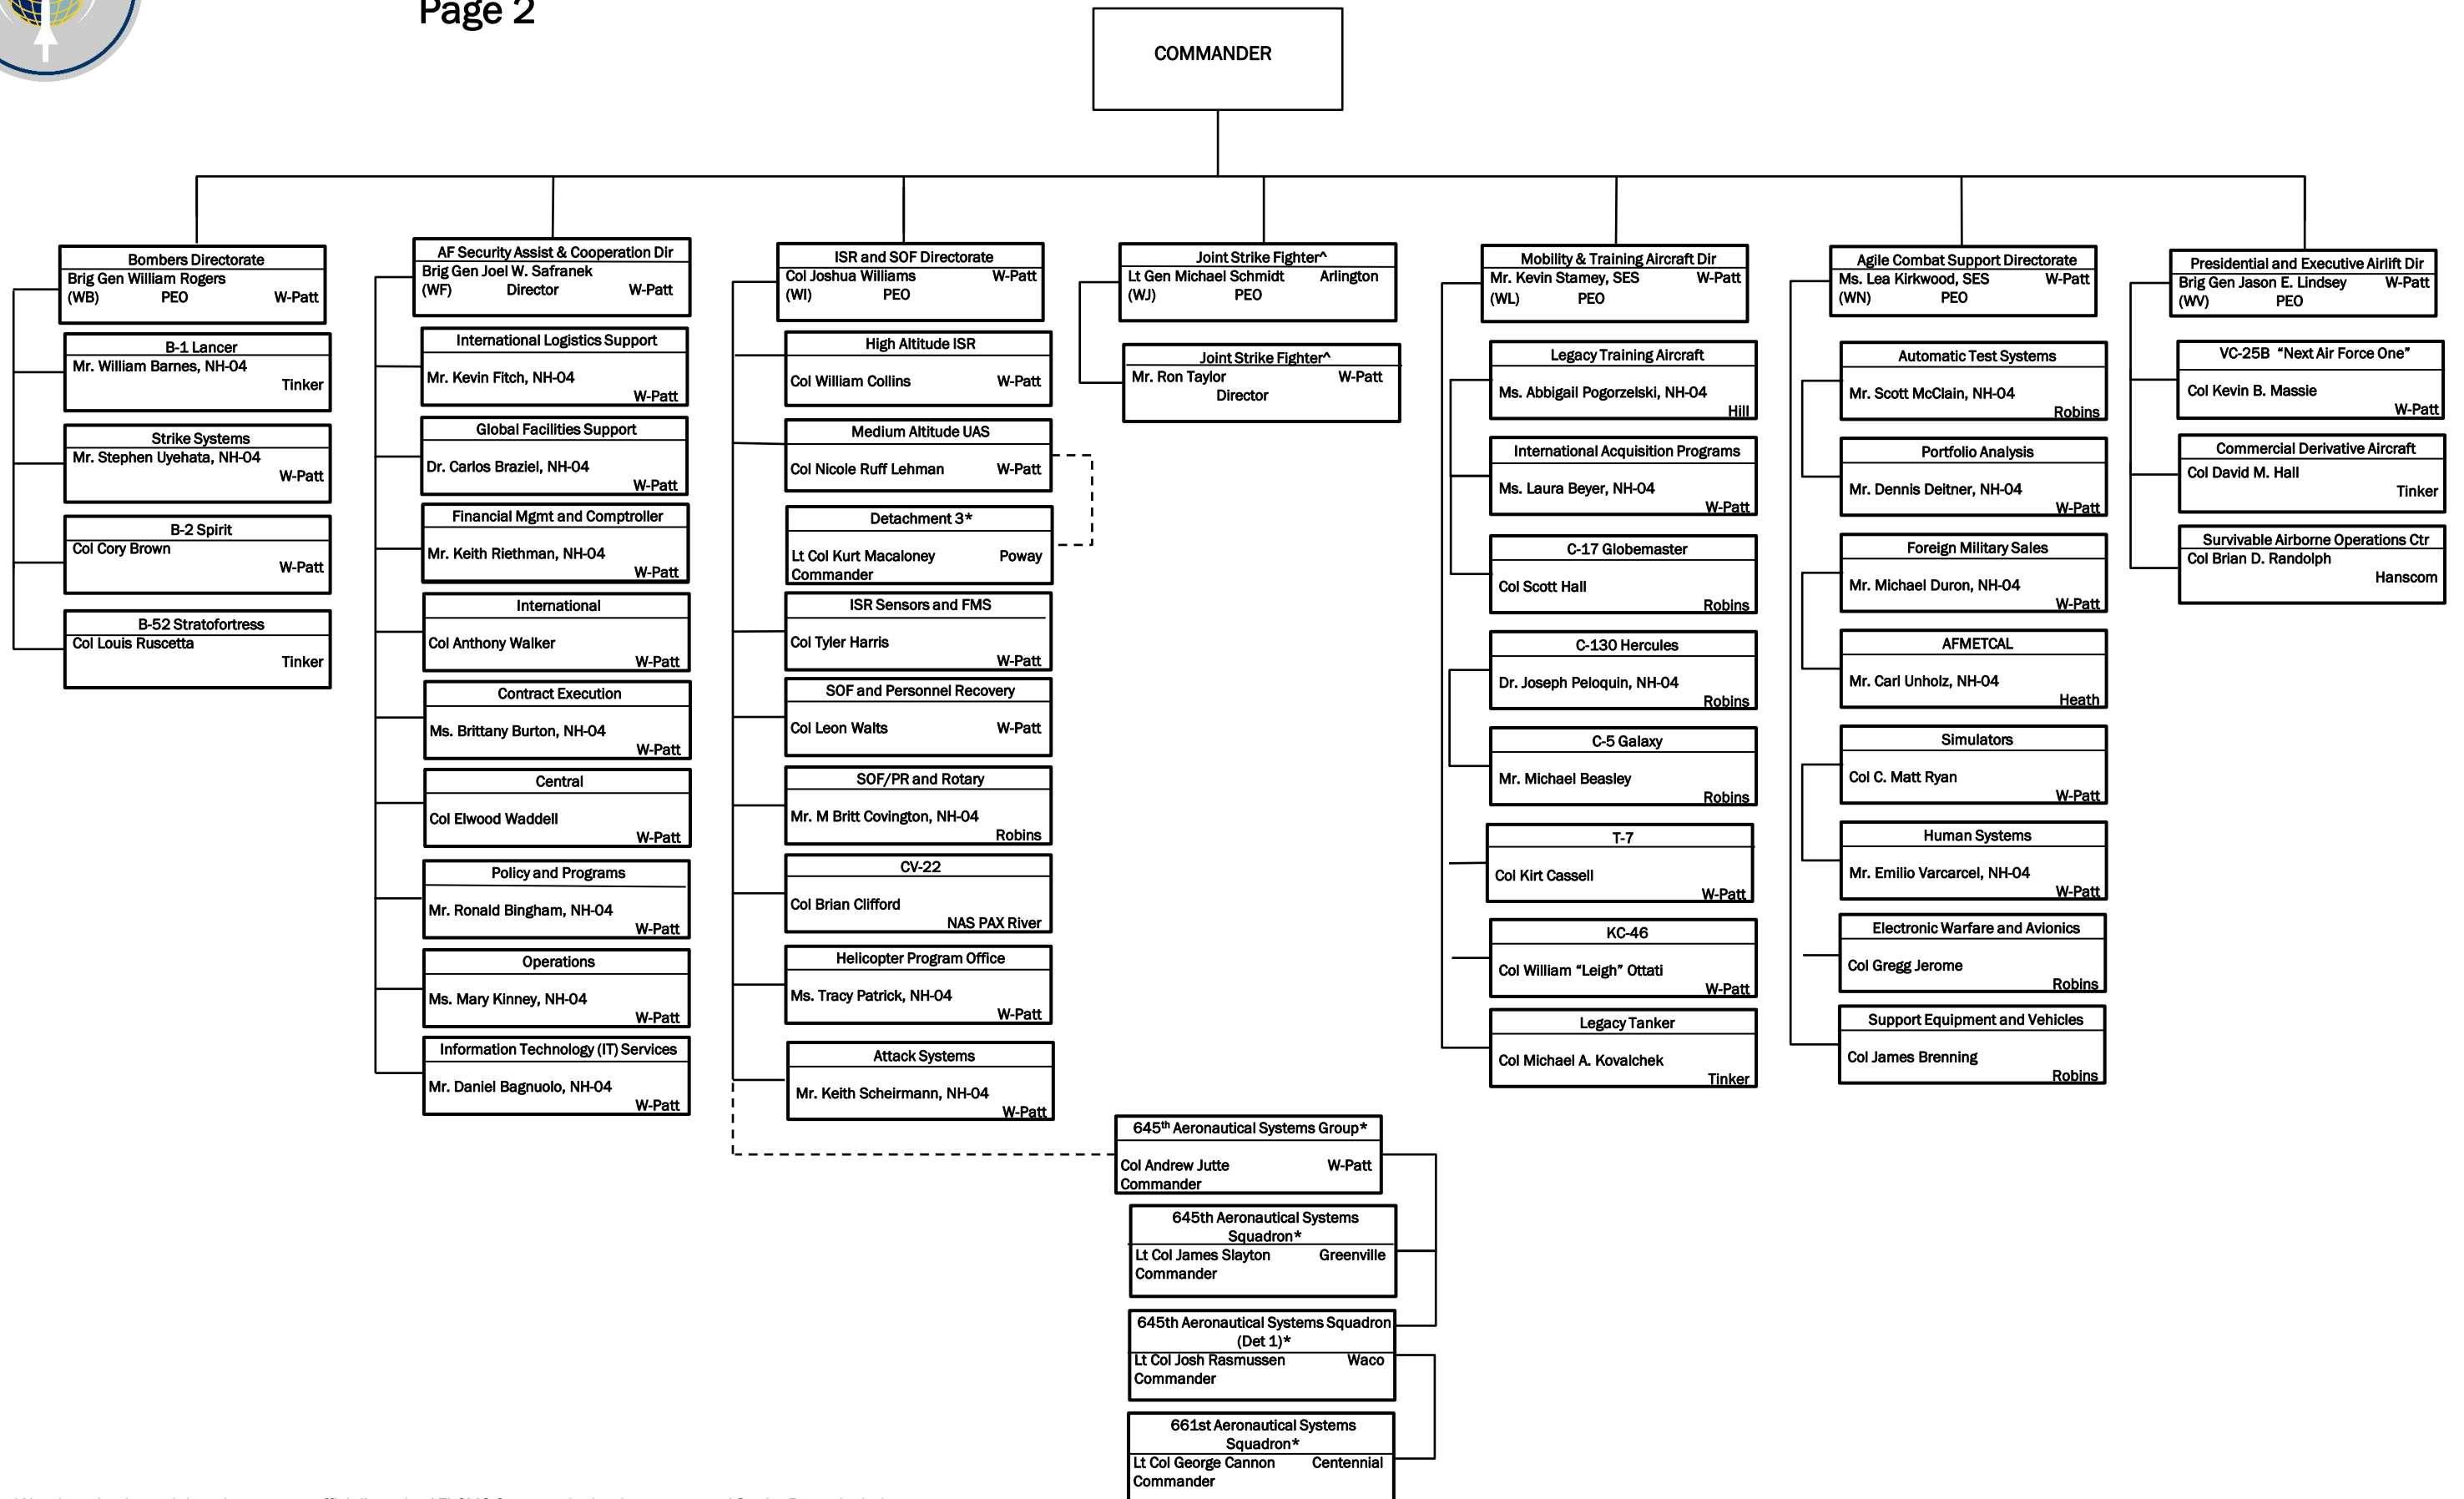 Page 2
COMMANDER
Bombers Directorate
Brig Gen William Rogers
(WB) PEO W-Patt
B-1 Lancer
Mr. William Barnes, NH-04
Tinker
Strike Systems
Mr. Stephen Uyehata, NH-04
W-Patt
B-2 Spirit
Col Cory Brown
W-Patt
B-52 Stratofortress
Col Louis Ruscetta
Tinker
AF Security Assist & Cooperation Dir
Brig Gen Joel W. Safranek
(WF) Director W-Patt
International Logistics Support
Mr. Kevin Fitch, NH-04
W-Patt
Global Facilities Support
Dr. Carlos Braziel, NH-04
W-Patt
Financial Mgmt and Comptroller
Mr. Keith Riethman, NH-04
W-Patt
International
Col Anthony Walker
W-Patt
Contract Execution
Ms. Brittany Burton, NH-04
W-Patt
Central
Col Elwood Waddell
W-Patt
Policy and Programs
Mr. Ronald Bingham, NH-04
W-Patt
Operations
Ms. Mary Kinney, NH-04
W-Patt
Information Technology (IT) Services
Mr. Daniel Bagnuolo, NH-04
W-Patt
ISR and SOF Directorate
Col Joshua Williams W-Patt
(WI) PEO
High Altitude ISR
Col William Collins W-Patt
Medium Altitude UAS
Col Nicole Ruff Lehman W-Patt
Detachment 3*
Lt Col Kurt Macaloney Poway
Commander
ISR Sensors and FMS
Col Tyler Harris
W-Patt
SOF and Personnel Recovery
Col Leon Walts W-Patt
SOF/PR and Rotary
Mr. M Britt Covington, NH-04
Robins
CV-22
Col Brian Clifford
NAS PAX River
Helicopter Program Office
Ms. Tracy Patrick, NH-04
W-Patt
Attack Systems
Mr. Keith Scheirmann, NH-04
W-Patt
Joint Strike Fighter^
Lt Gen Michael Schmidt Arlington
(WJ) PEO
Joint Strike Fighter^
Mr. Ron Taylor W-Patt
Director
645th Aeronautical Systems Group*
Col Andrew Jutte W-Patt
Commander
645th Aeronautical Systems
Squadron*
Lt Col James Slayton Greenville
Commander
645th Aeronautical Systems Squadron
(Det 1)*
Lt Col Josh Rasmussen Waco
Commander
661st Aeronautical Systems
Squadron*
Lt Col George Cannon Centennial
Commander
Mobility & Training Aircraft Dir
Mr. Kevin Stamey, SES W-Patt
(WL) PEO
Legacy Training Aircraft
Ms. Abbigail Pogorzelski, NH-04
Hill
International Acquisition Programs
Ms. Laura Beyer, NH-04
W-Patt
C-17 Globemaster
Col Scott Hall
Robins
C-130 Hercules
Dr. Joseph Peloquin, NH-04
Robins
C-5 Galaxy
Mr. Michael Beasley
Robins
T-7
Col Kirt Cassell
W-Patt
KC-46
Col William “Leigh” Ottati
W-Patt
Legacy Tanker
Col Michael A. Kovalchek
Tinker
Agile Combat Support Directorate
Ms. Lea Kirkwood, SES W-Patt
(WN) PEO
Automatic Test Systems
Mr. Scott McClain, NH-04
Robins
Portfolio Analysis
Mr. Dennis Deitner, NH-04
W-Patt
Foreign Military Sales
Mr. Michael Duron, NH-04
W-Patt
AFMETCAL
Mr. Carl Unholz, NH-04
Heath
Simulators
Col C. Matt Ryan
W-Patt
Human Systems
Mr. Emilio Varcarcel, NH-04
W-Patt
Electronic Warfare and Avionics
Col Gregg Jerome
Robins
Support Equipment and Vehicles
Col James Brenning
Robins
Presidential and Executive Airlift Dir
Brig Gen Jason E. Lindsey W-Patt
(WV) PEO
VC-25B “Next Air Force One”
Col Kevin B. Massie
W-Patt
Commercial Derivative Aircraft
Col David M. Hall
Tinker
Survivable Airborne Operations Ctr
Col Brian D. Randolph
Hanscom